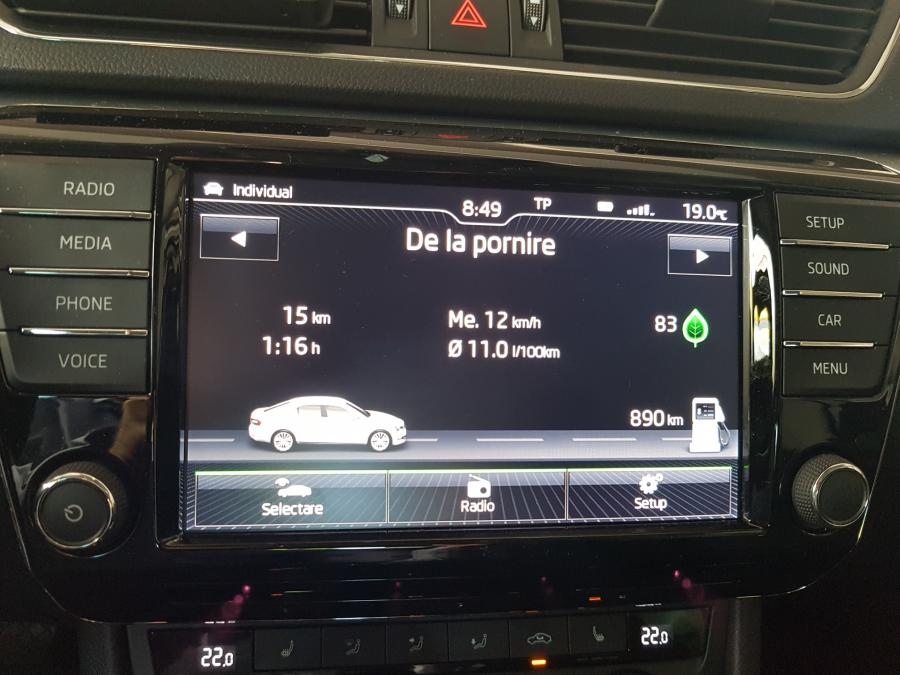 RADIO
MEDIA
PHONE
VOICE
Individual
8:49
TP
19.0°C
De la pornire
15 km
1:16 h
Me. 12 km/h
Ø 11.0 l/100km
83
890 km
Selectare
Radio
Setup
SETUP
SOUND
CAR
MENU
22.0
22.0